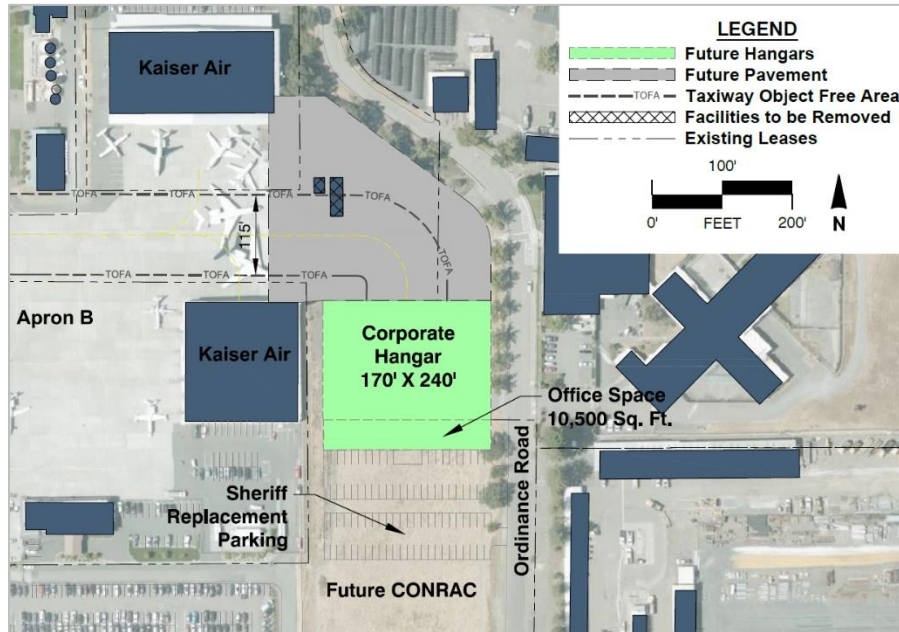 LEGEND
Future Hangars
Future Pavement
TOFA Taxiway Object Free Area
Facilities to be Removed
Existing Leases
100'
0' FEET 200'
N
Kaiser Air
TOFA TOFA TOFA TOFA
115'
TOFA
TOFA TOFA TOFA
Apron B
Kaiser Air
Corporate
Hangar
170' X 240'
Office Space
10,500 Sq. Ft.
Sheriff
Replacement
Parking
Ordinance Road
Future CONRAC